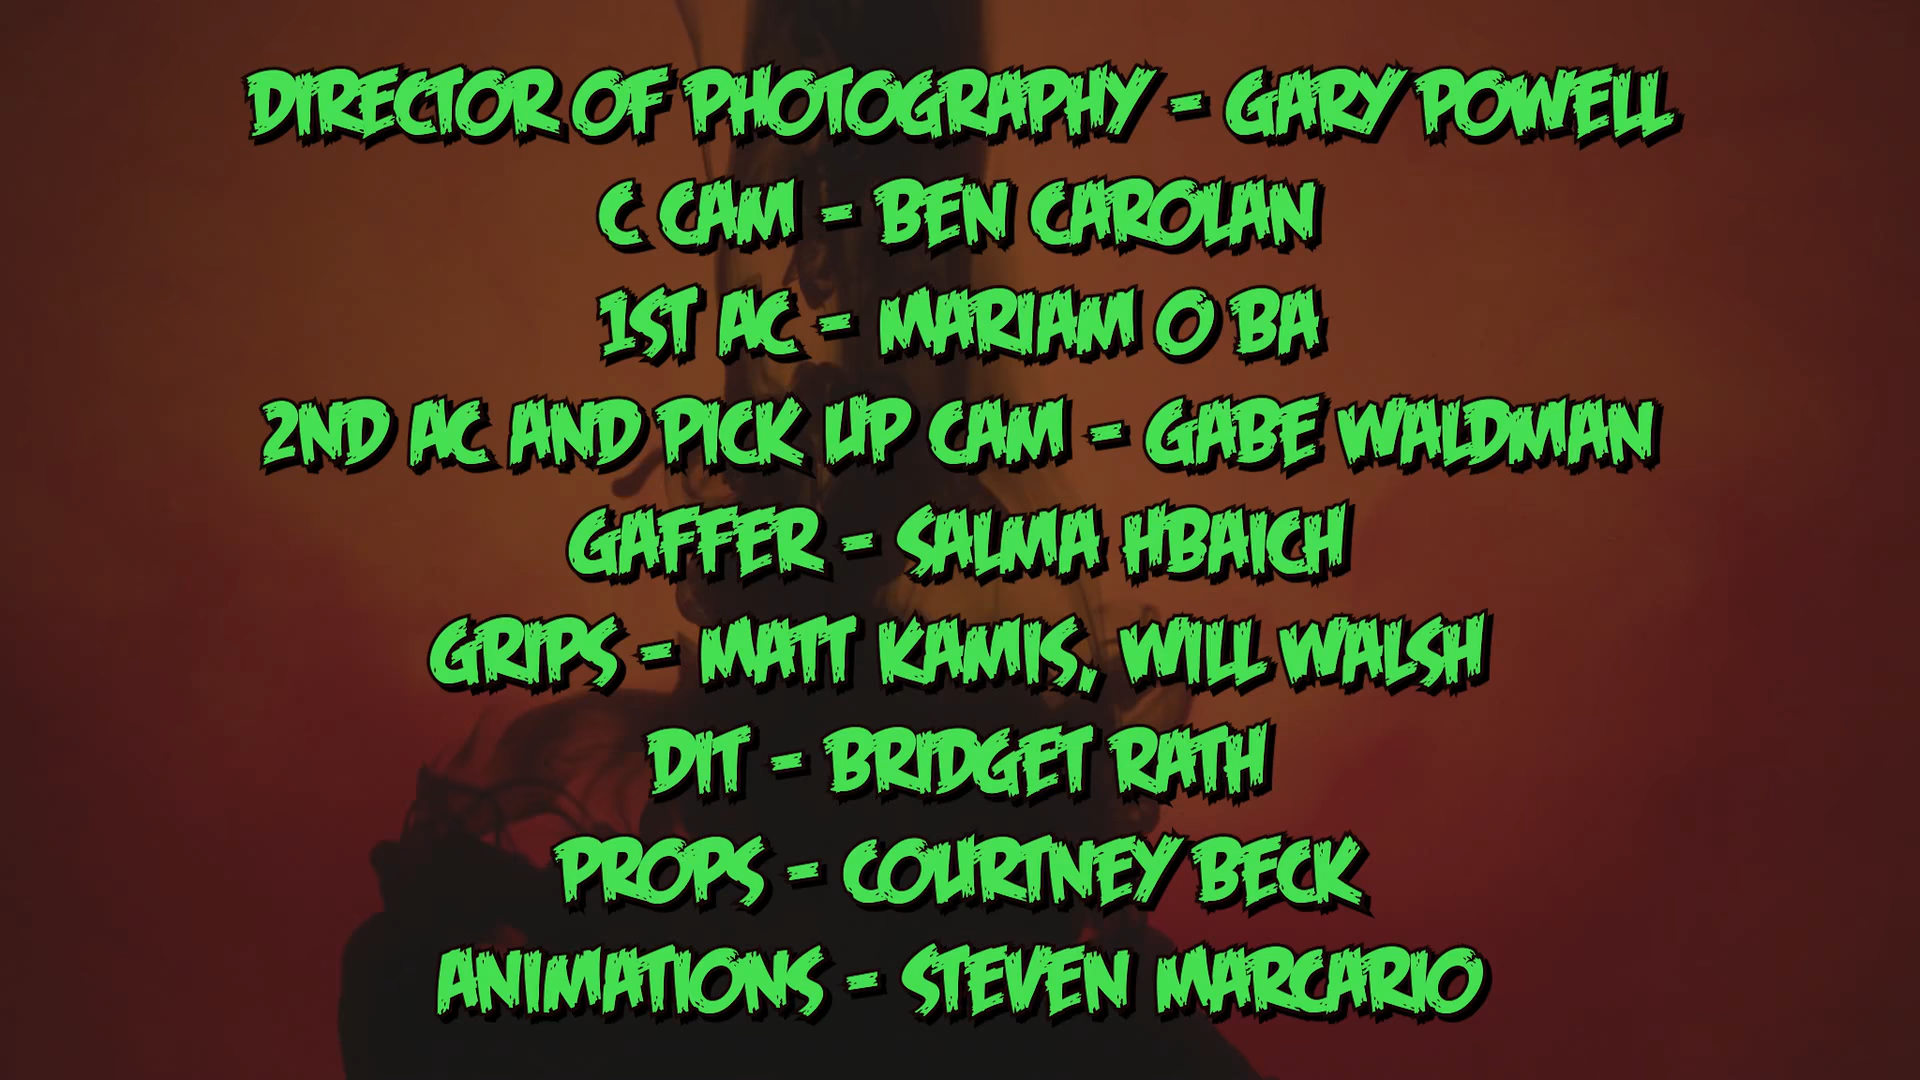 DIRECTOR OF PHOTOGRAPHY - GARY POWELL
C CAM - BEN CAROLAN
1ST AC - MARIAM O BA
2ND AC AND PICK UP CAM - GABE WALDMAN
GAFFER - SALMA HBAICH
GRIPS - MATT KAMIS, WILL WALSH
DIT - BRIDGET RATH
PROPS - COURTNEY BECK
ANIMATIONS - STEVEN MARCARIO